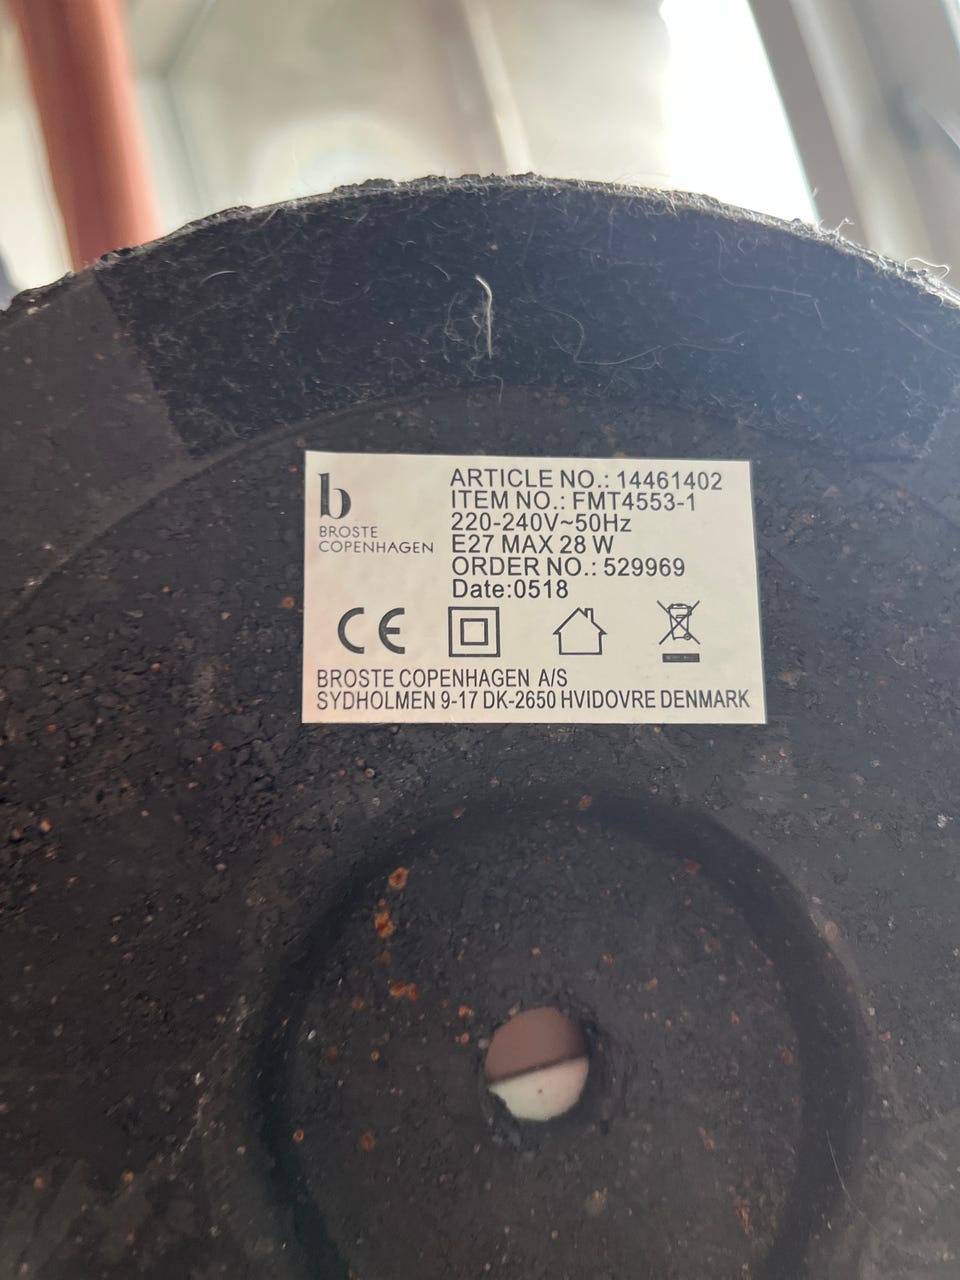 b
BROSTE
COPENHAGEN
ARTICLE NO.: 14461402
ITEM NO.: FMT4553-1
220-240V~50Hz
E27 MAX 28 W
ORDER NO.: 529969
Date:0518
CE
BROSTE COPENHAGEN A/S
SYDHOLMEN 9-17 DK-2650 HVIDOVRE DENMARK